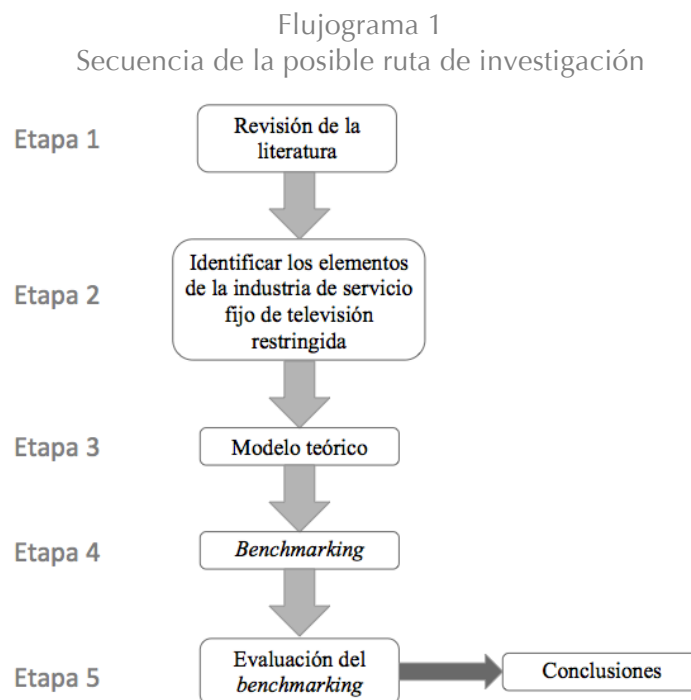 Flujograma 1
Secuencia de la posible ruta de investigación
Etapa 1
Revisión de la
literatura
Etapa 2
Identificar los elementos
de la industria de servicio
fijo de televisión
restringida
Etapa 3
Modelo teórico
Etapa 4
Benchmarking
Etapa 5
Evaluación del
benchmarking
Conclusiones